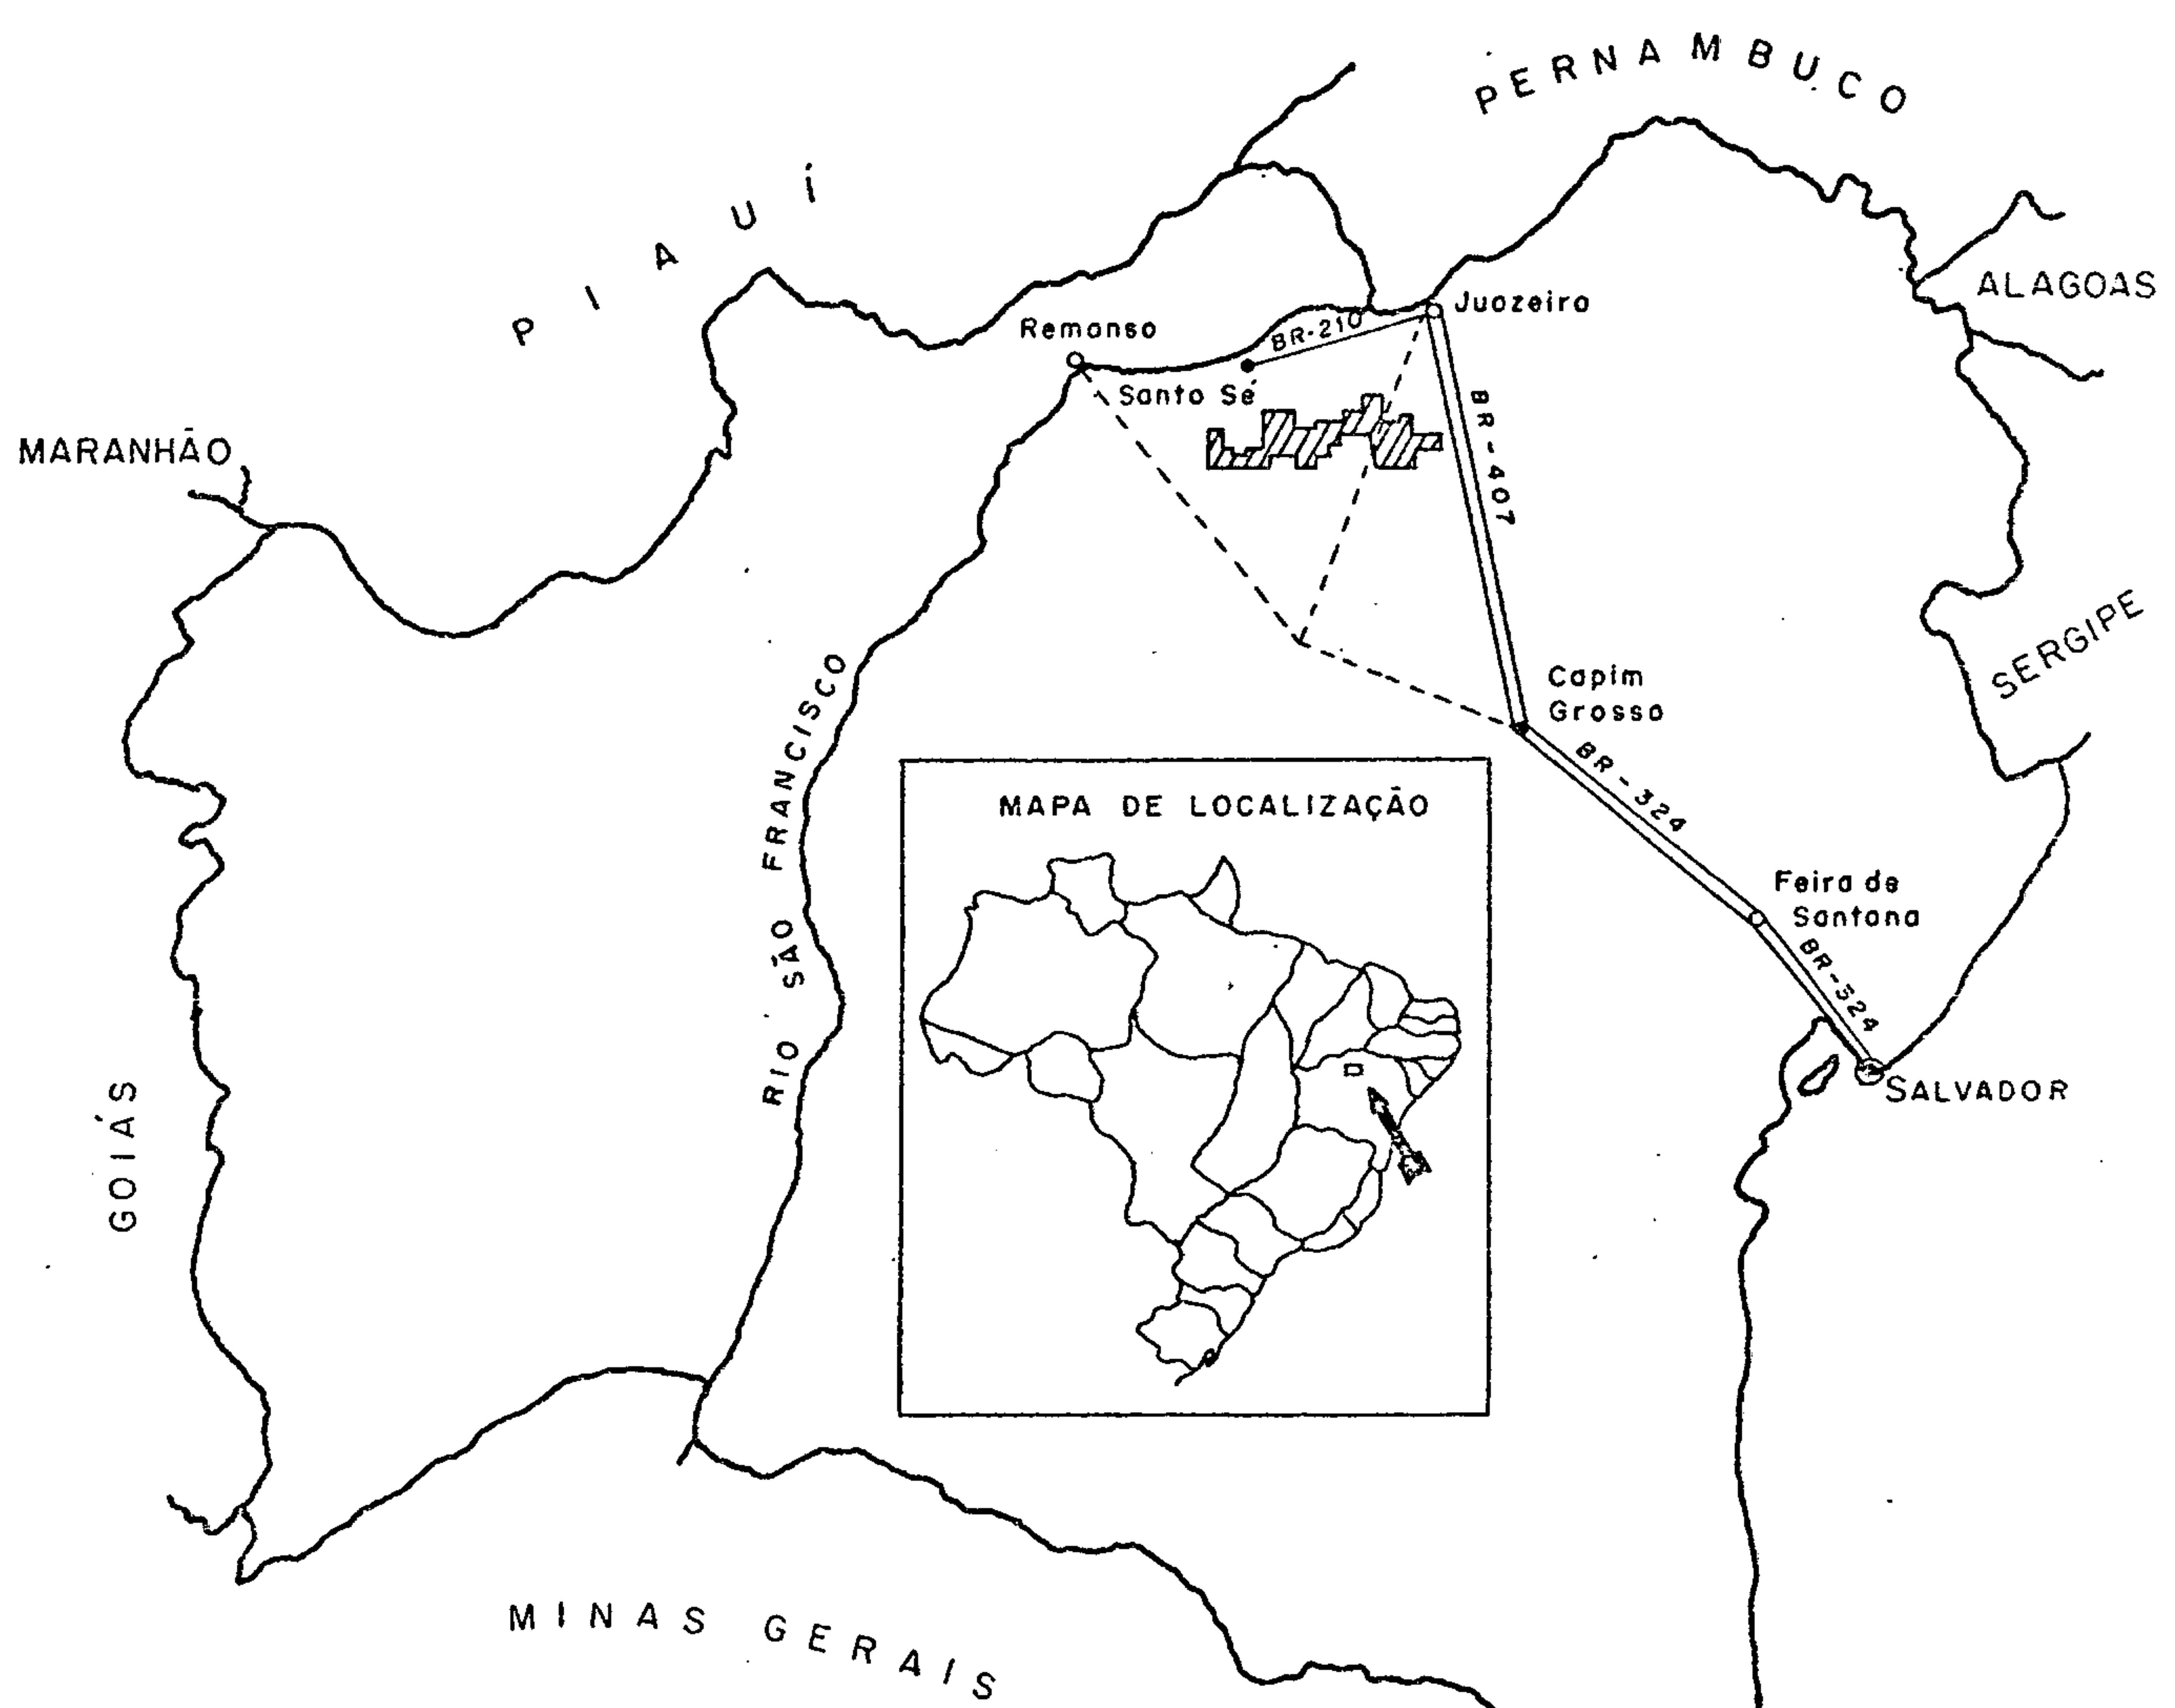 PERNAMBUCO
PIAUÍ
ALAGOAS
Juazeiro
Remanso
BR-210
Santo Sé
BR-407
MARANHÃO
SERGIPE
Capim
Grosso
RIO SÃO FRANCISCO
BR-324
MAPA DE LOCALIZAÇÃO
Feira de
Santana
BR-324
SALVADOR
GOIÁS
MINAS GERAIS